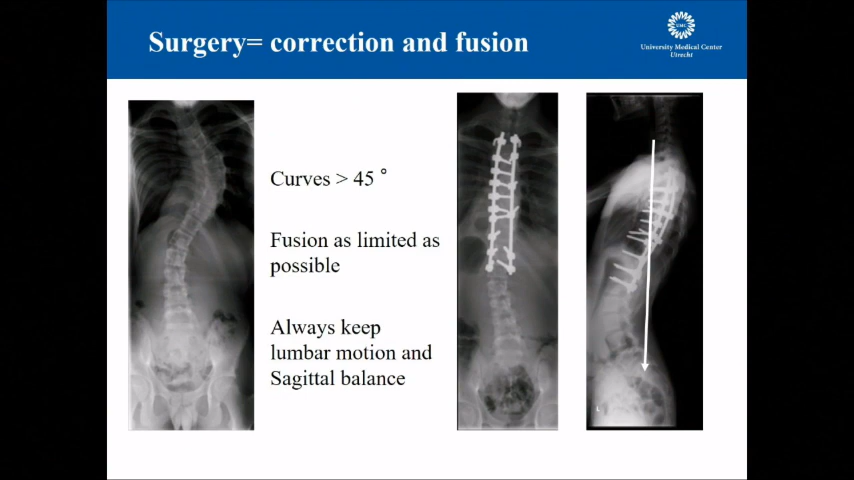 Surgery= correction and fusion
UMC
University Medical Center
Utrecht
Curves > 45 °
Fusion as limited as
possible
Always keep
lumbar motion and
Sagittal balance
L